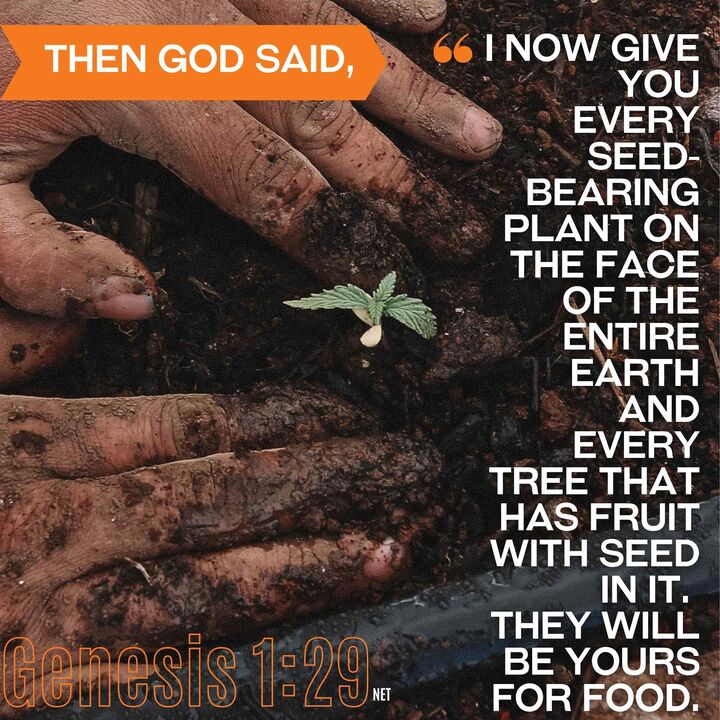 THEN GOD SAID,
“ I NOW GIVE
YOU
EVERY
SEED-
BEARING
PLANT ON
THE FACE
OF THE
ENTIRE
EARTH
AND
EVERY
TREE THAT
HAS FRUIT
WITH SEED
IN IT.
THEY WILL
BE YOURS
FOR FOOD.
Genesis 1:29 NET